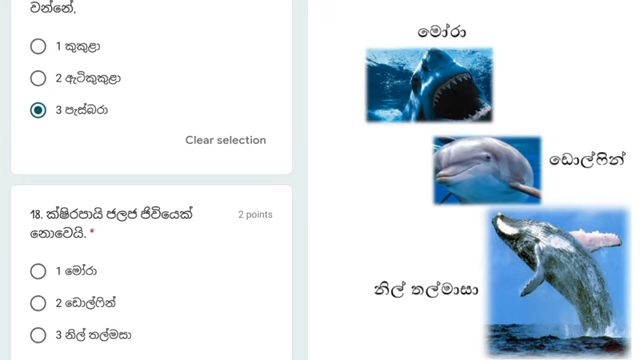 වන්නේ,
1 කුකුළා
2 ඇටිකුකුළා
3 පැස්බරා
Clear selection
18. ක්ෂිරපායි ජලජ ජීවියෙක්
නොවෙයි. *
2 points
1 මෝරා
2 ඩොල්ෆින්
3 නිල් තල්මසා
මෝරා
ඩොල්ෆින්
නිල් තල්මාසා